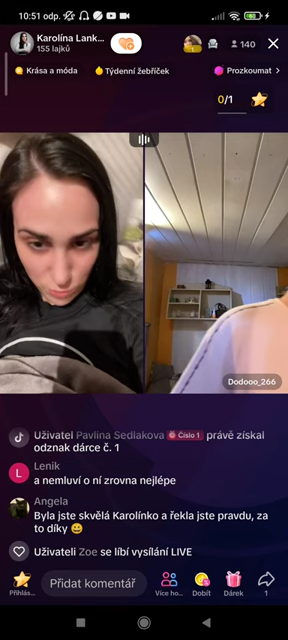 10:51 odp.
Karolína Lank...
155 lajků
140
Krása a móda
Týdenní žebříček
Prozkoumat >
0/1
Dodooo_266
Uživatel Pavlina Sedlakova Číslo 1 právě získal
odznak dárce č. 1
L
Lenik
a nemluví o ní zrovna nejlépe
Angela
Byla jste skvělá Karolínko a řekla jste pravdu, za
to díky 😀
Uživateli Zoe se líbí vysílání LIVE
Přihlás...
Přidat komentář
Více ho...
Dobít
Dárek
1